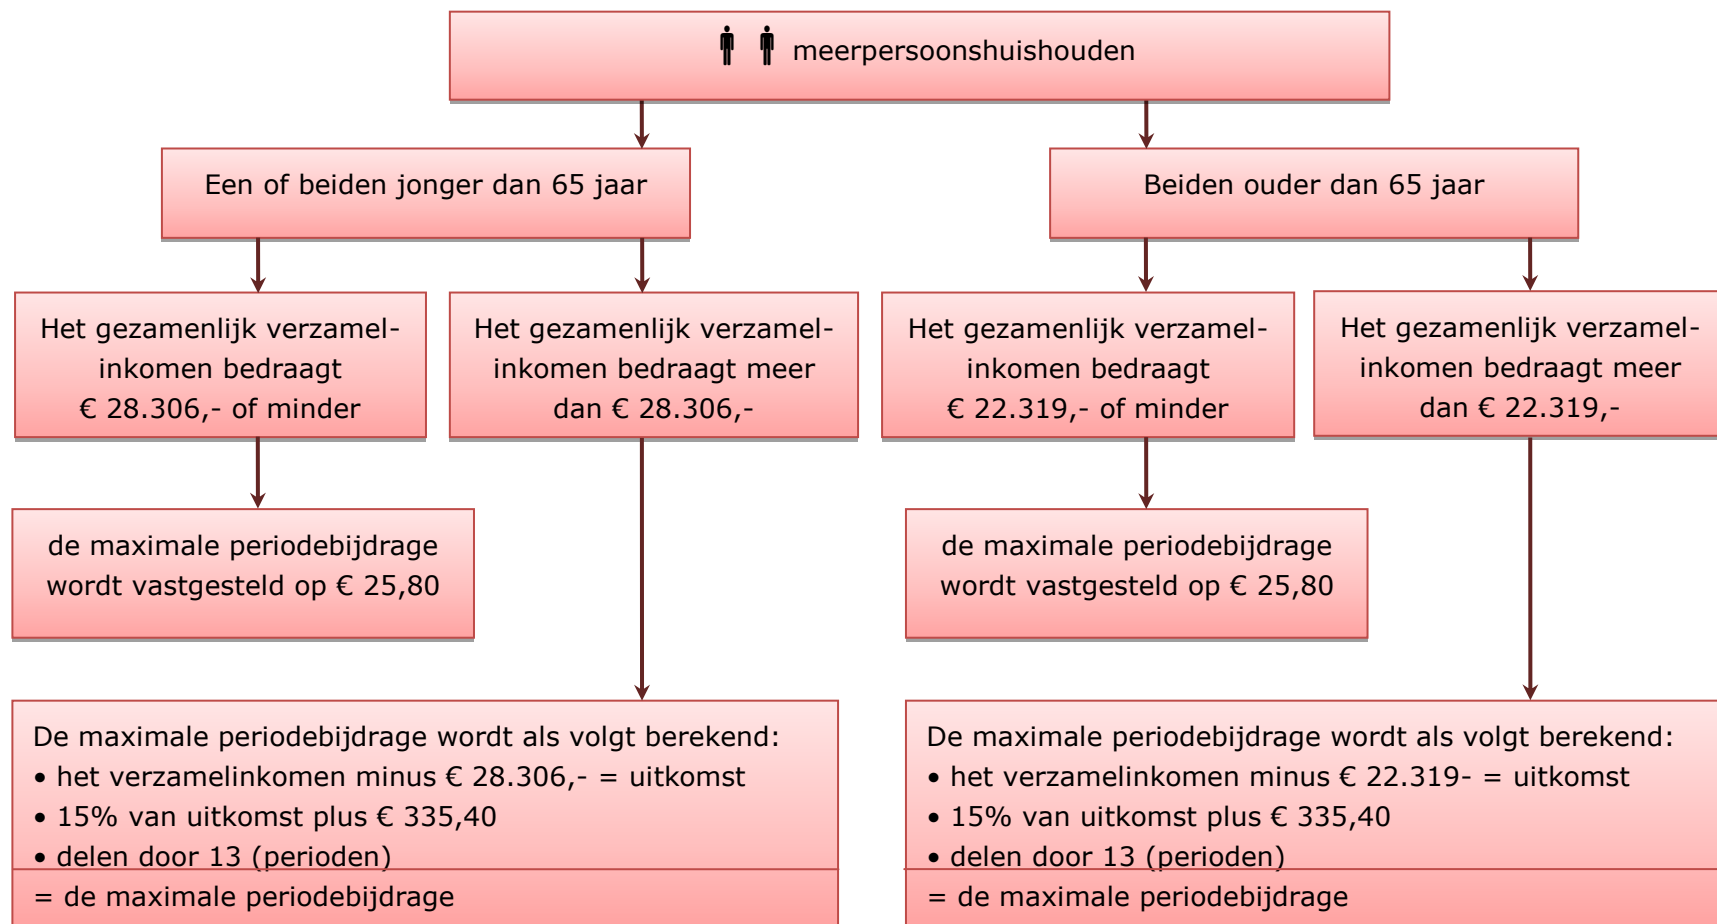 meerpersoonshuishouden
Een of beiden jonger dan 65 jaar
Beiden ouder dan 65 jaar
Het gezamenlijk verzamel-
inkomen bedraagt
€ 28.306,- of minder
Het gezamenlijk verzamel-
inkomen bedraagt meer
dan € 28.306,-
Het gezamenlijk verzamel-
inkomen bedraagt
€ 22.319,- of minder
Het gezamenlijk verzamel-
inkomen bedraagt meer
dan € 22.319,-
de maximale periodebijdrage
wordt vastgesteld op € 25,80
de maximale periodebijdrage
wordt vastgesteld op € 25,80
De maximale periodebijdrage wordt als volgt berekend:
• het verzamelinkomen minus € 28.306,- = uitkomst
• 15% van uitkomst plus € 335,40
• delen door 13 (perioden)
= de maximale periodebijdrage
De maximale periodebijdrage wordt als volgt berekend:
• het verzamelinkomen minus € 22.319- = uitkomst
• 15% van uitkomst plus € 335,40
• delen door 13 (perioden)
= de maximale periodebijdrage